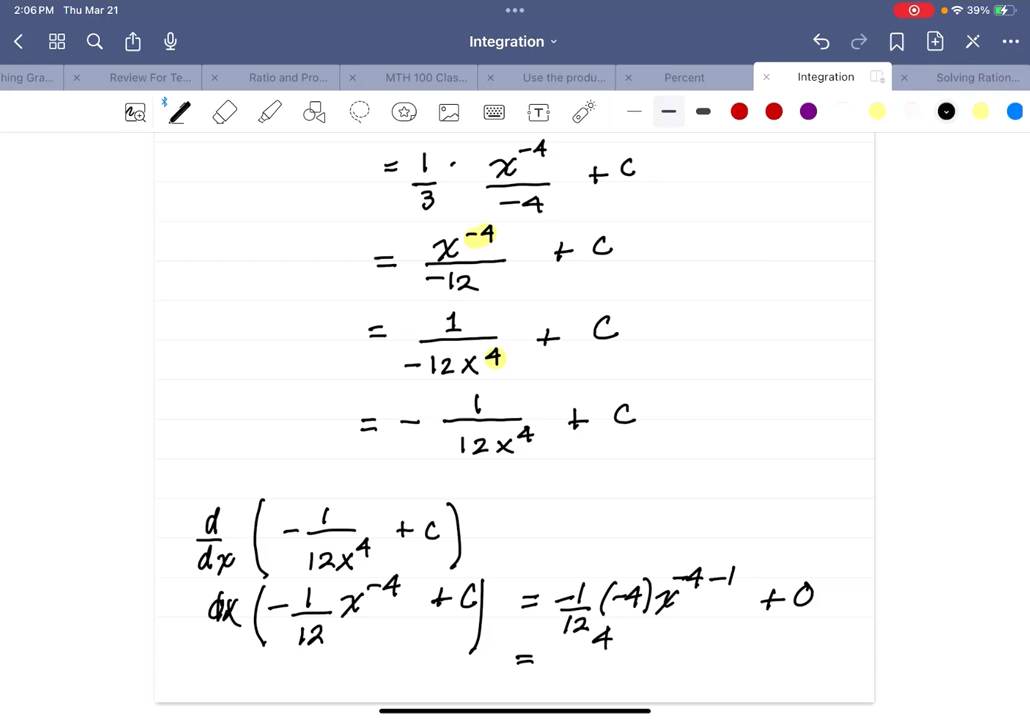 2:06 PM Thu Mar 21
39%
Integration
hing Gra... Review For Te... Ratio and Pro... MTH 100 Clas... Use the produ... Percent Integration Solving Ration...
= 1/3 · x^-4/-4 + C
= x^-4/-12 + C
= 1/-12x^4 + C
= - 1/12x^4 + C
d/dx (- 1/12x^4 + C)
(- 1/12 x^-4 + C) = -1/12 (-4)x^-4-1 + 0
4
=